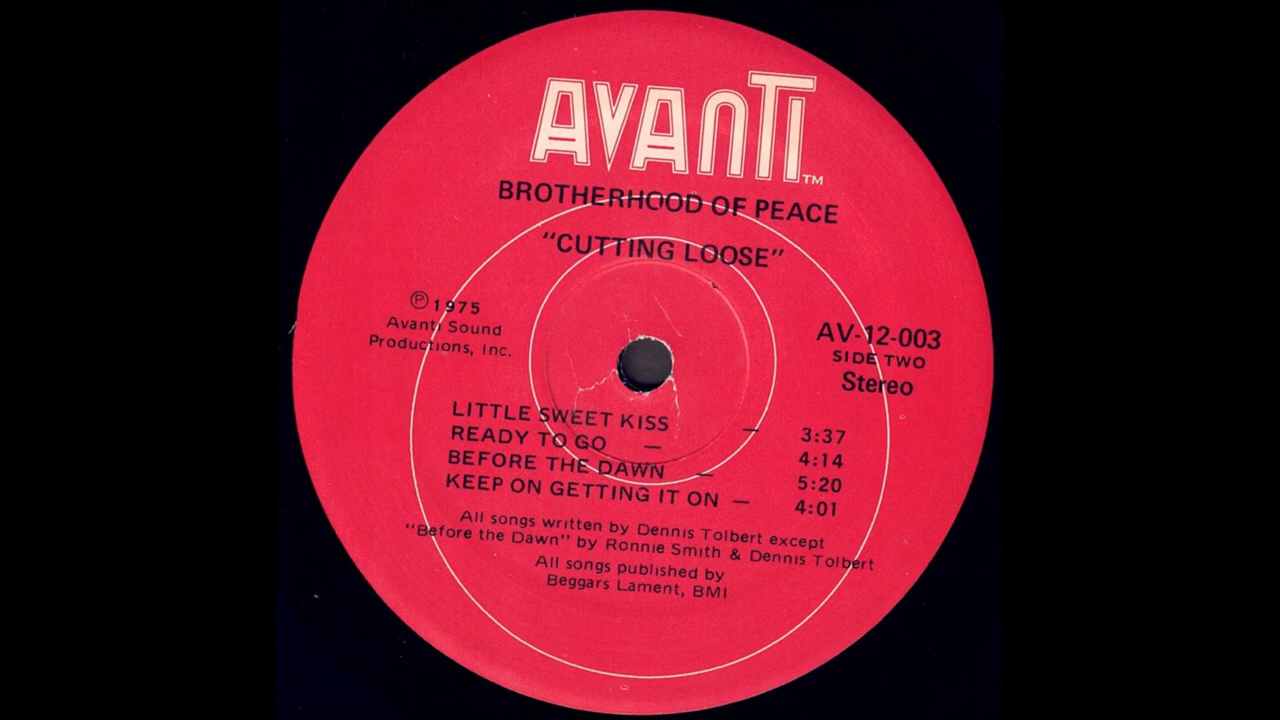 AVANTI™
BROTHERHOOD OF PEACE
"CUTTING LOOSE"
℗ 1975
Avanti Sound
Productions, Inc.
AV-12-003
SIDE TWO
Stereo
LITTLE SWEET KISS — 3:37
READY TO GO — 4:14
BEFORE THE DAWN — 5:20
KEEP ON GETTING IT ON — 4:01
All songs written by Dennis Tolbert except
"Before the Dawn" by Ronnie Smith & Dennis Tolbert
All songs published by
Beggars Lament, BMI